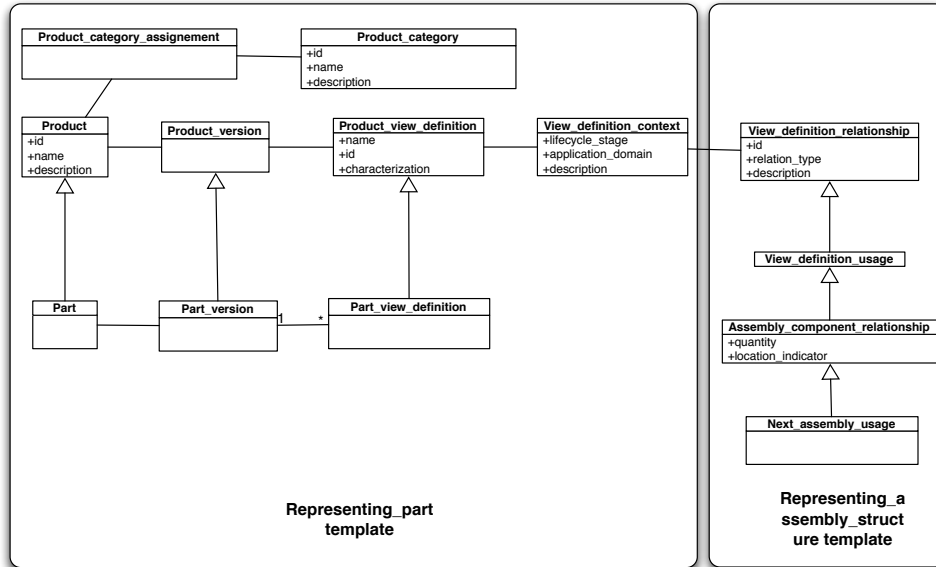 Product_category_assignement
Product_category
+id
+name
+description
Product
+id
+name
+description
Product_version
Product_view_definition
+name
+id
+characterization
View_definition_context
+lifecycle_stage
+application_domain
+description
View_definition_relationship
+id
+relation_type
+description
View_definition_usage
Part
Part_version
1
*
Part_view_definition
Assembly_component_relationship
+quantity
+location_indicator
Next_assembly_usage
Representing_part
template
Representing_a
ssembly_struct
ure template